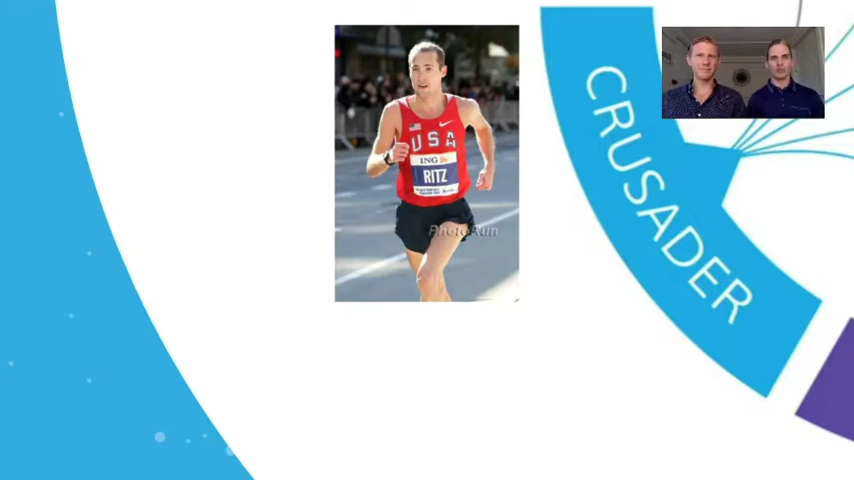 USA
ING
RITZ
PhotoRun
CRUSADER